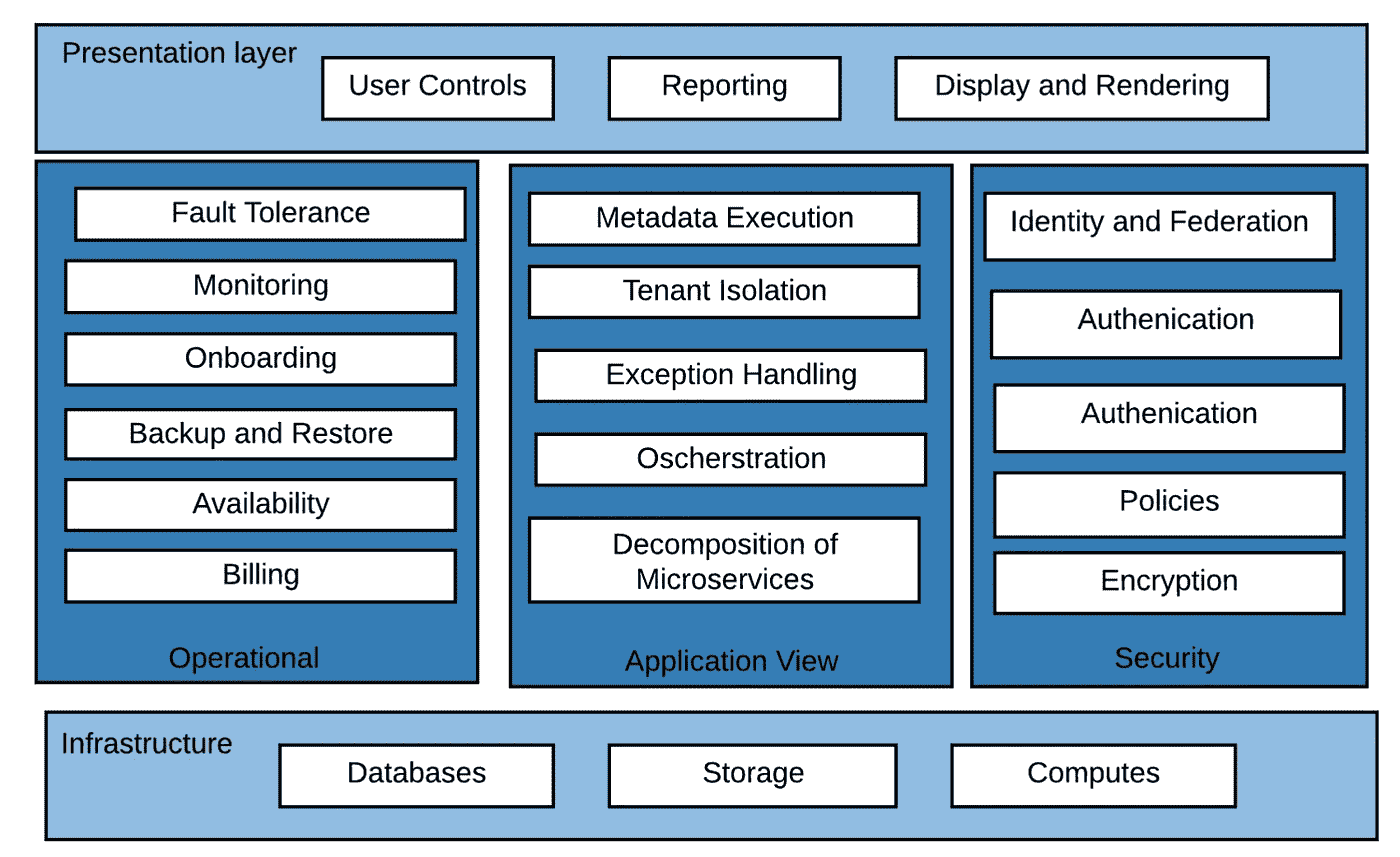 Presentation layer
User Controls
Reporting
Display and Rendering
Fault Tolerance
Monitoring
Onboarding
Backup and Restore
Availability
Billing
Operational
Metadata Execution
Tenant Isolation
Exception Handling
Oscherstration
Decomposition of
Microservices
Application View
Identity and Federation
Authenication
Authenication
Policies
Encryption
Security
Infrastructure
Databases
Storage
Computes